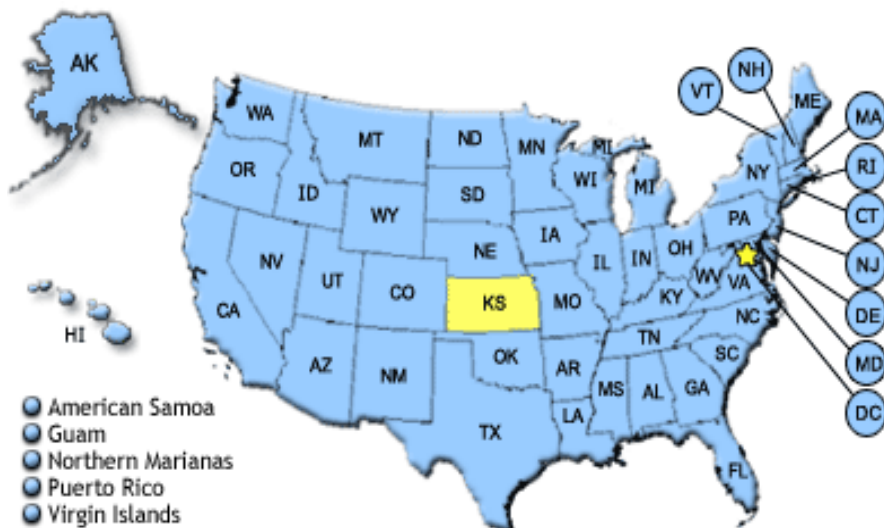 AK
NH
VT
ME
WA
MA
MT
ND
MN
MI
OR
RI
NY
ID
SD
WI
MI
WY
CT
PA
IA
NE
OH
NV
IL
IN
NJ
UT
WV
VA
CO
KS
MO
KY
CA
DE
NC
HI
TN
OK
SC
AZ
NM
AR
MD
MS
AL
GA
DC
American Samoa
LA
Guam
TX
Northern Marianas
FL
Puerto Rico
Virgin Islands